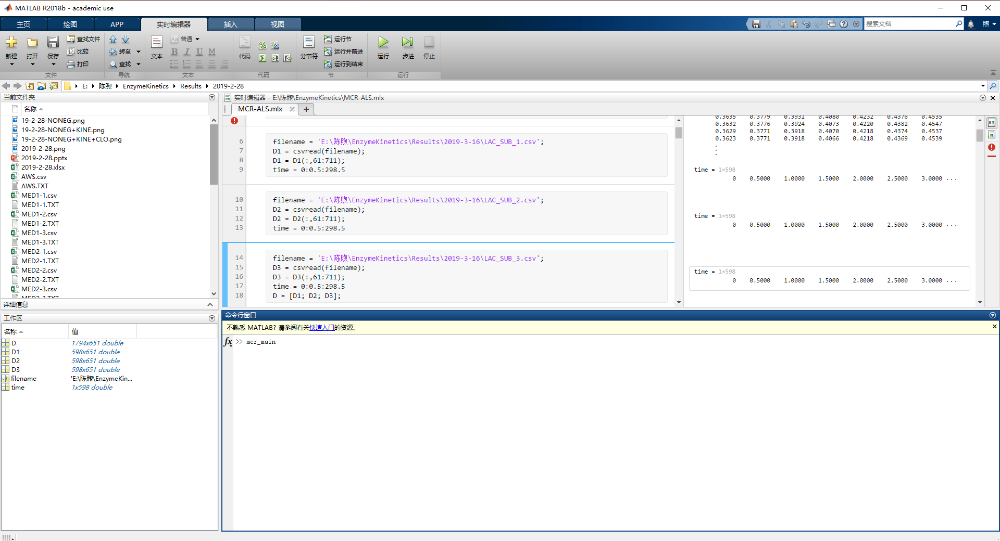 MATLAB R2018b - academic use
主页 绘图 APP 实时编辑器 插入 视图
搜索文档
煦
新建 打开 保存 查找文件 比较 打印
转至 查找
文本 普通 B I U M
代码
分节符 运行节 运行并前进 运行到结束
运行 步进 停止
文件 导航 文本 代码 节 运行
E: 陈煦 EnzymeKinetics Results 2019-2-28
当前文件夹
名称
19-2-28-NONEG.png
19-2-28-NONEG+KINE.png
19-2-28-NONEG+KINE+CLO.png
2019-2-28.png
2019-2-28.pptx
2019-2-28.xlsx
AWS.csv
AWS.TXT
MED1-1.csv
MED1-1.TXT
MED1-2.csv
MED1-2.TXT
MED1-3.csv
MED1-3.TXT
MED2-1.csv
MED2-1.TXT
MED2-2.csv
MED2-2.TXT
MED2-3.csv
MED2-3.TXT
详细信息
工作区
名称 值
D 1794x651 double
D1 598x651 double
D2 598x651 double
D3 598x651 double
filename 'E:\陈煦\EnzymeKin...
time 1x598 double
实时编辑器 - E:\陈煦\EnzymeKinetics\MCR-ALS.mlx
MCR-ALS.mlx
6 filename = 'E:\陈煦\EnzymeKinetics\Results\2019-3-16\LAC_SUB_1.csv';
7 D1 = csvread(filename);
8 D1 = D1(:,61:711);
9 time = 0:0.5:298.5
10 filename = 'E:\陈煦\EnzymeKinetics\Results\2019-3-16\LAC_SUB_2.csv';
11 D2 = csvread(filename);
12 D2 = D2(:,61:711);
13 time = 0:0.5:298.5
14 filename = 'E:\陈煦\EnzymeKinetics\Results\2019-3-16\LAC_SUB_3.csv';
15 D3 = csvread(filename);
16 D3 = D3(:,61:711);
17 time = 0:0.5:298.5
18 D = [D1; D2; D3];
0.3635 0.3779 0.3931 0.4080 0.4232 0.4376 0.4535
0.3632 0.3776 0.3924 0.4073 0.4220 0.4382 0.4547
0.3629 0.3771 0.3918 0.4070 0.4218 0.4374 0.4537
0.3623 0.3771 0.3918 0.4066 0.4218 0.4369 0.4539
time = 1×598
0 0.5000 1.0000 1.5000 2.0000 2.5000 3.0000 ...
time = 1×598
0 0.5000 1.0000 1.5000 2.0000 2.5000 3.0000 ...
time = 1×598
0 0.5000 1.0000 1.5000 2.0000 2.5000 3.0000 ...
命令行窗口
不熟悉 MATLAB? 请参阅有关快速入门的资源。
fx >> mcr_main